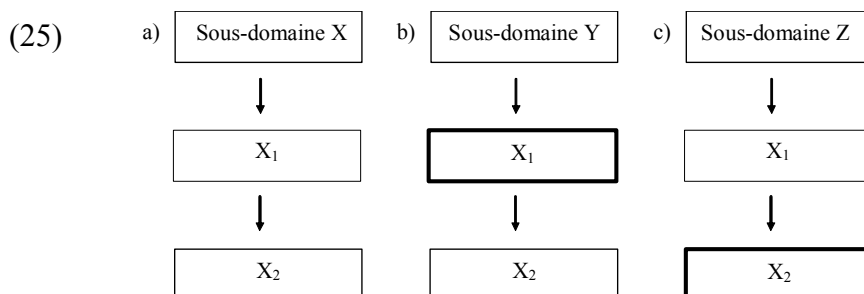 (25) a) Sous-domaine X b) Sous-domaine Y c) Sous-domaine Z
X₁ X₁ X₁
X₂ X₂ X₂